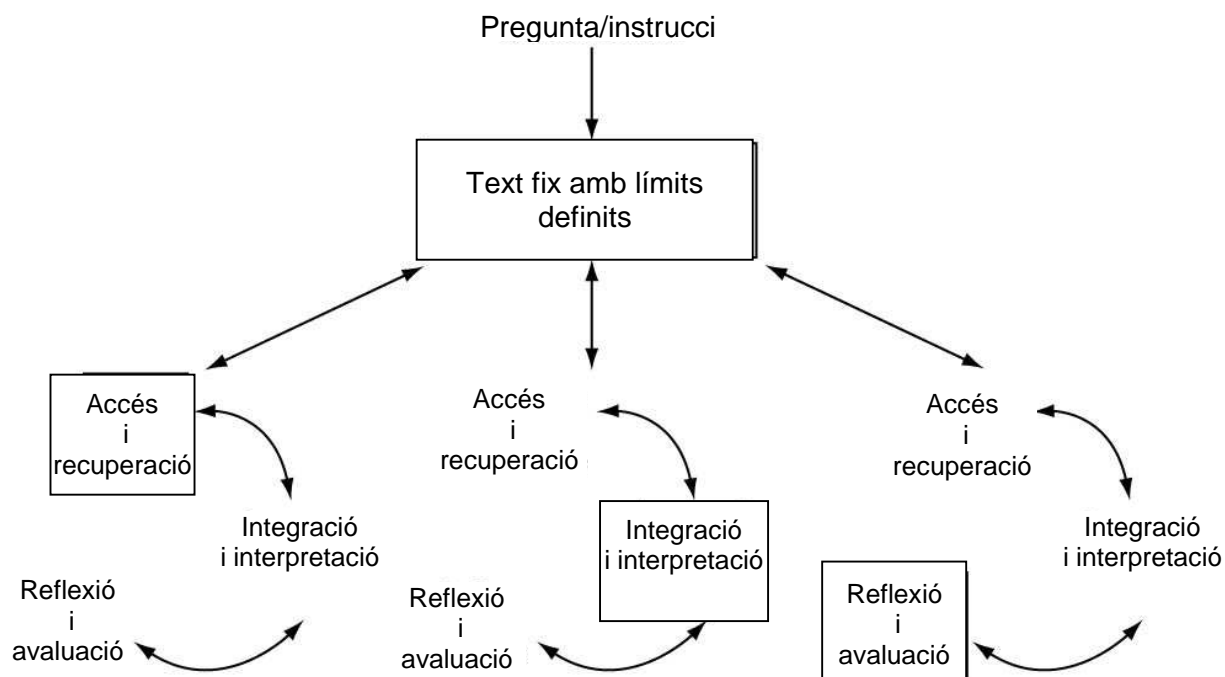 Pregunta/instrucci
Text fix amb límits
definits
Accés
i
recuperació
Integració
i interpretació
Reflexió
i
avaluació
Accés
i
recuperació
Integració
i interpretació
Reflexió
i
avaluació
Accés
i
recuperació
Integració
i interpretació
Reflexió
i
avaluació